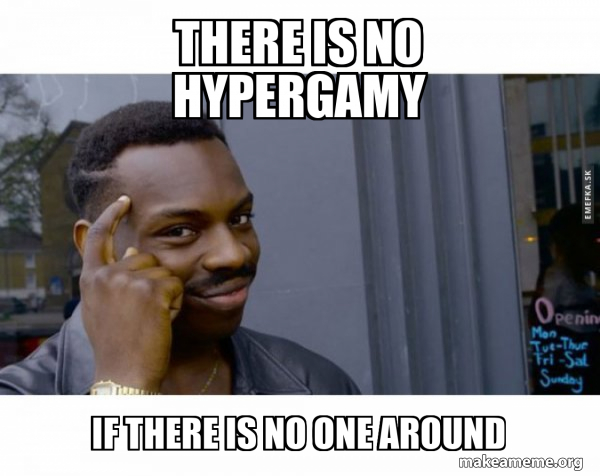 THERE IS NO
HYPERGAMY
EMEFKA.SK
Openin
Mon
Tue-Thur
Fri-Sat
Sunday
IF THERE IS NO ONE AROUND
makeameme.org